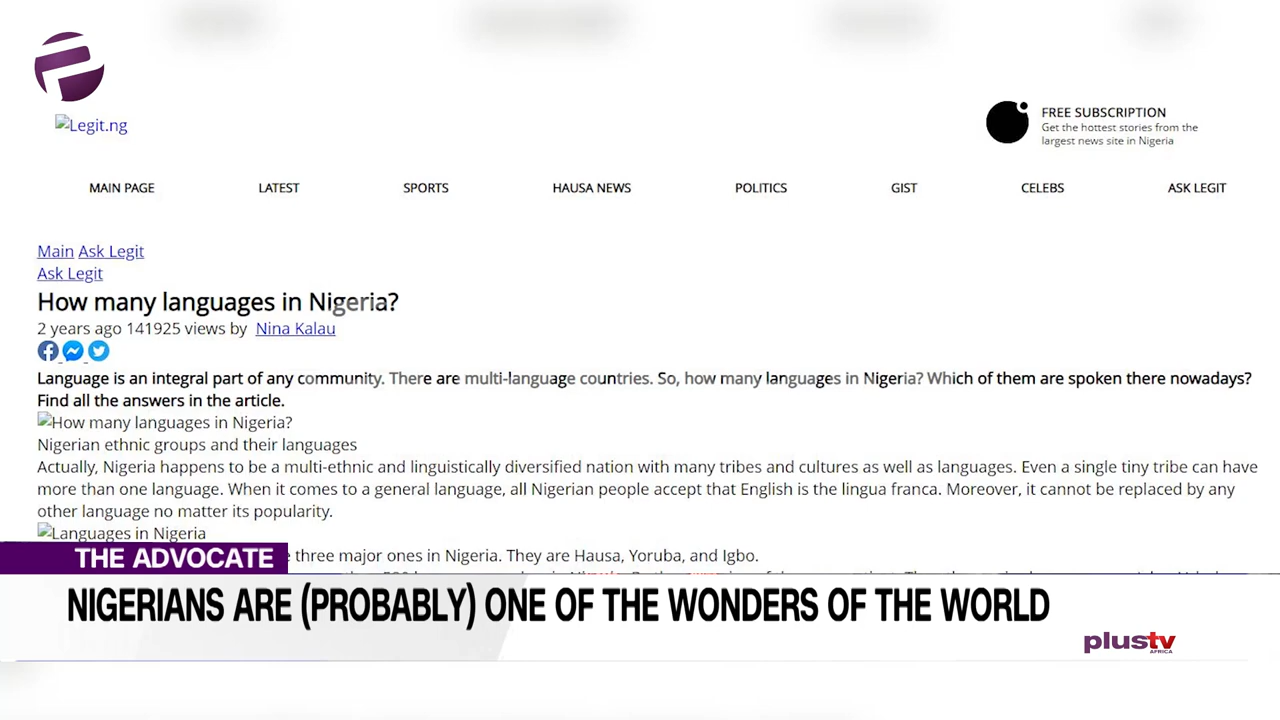 Legit.ng
FREE SUBSCRIPTION
Get the hottest stories from the
largest news site in Nigeria
MAIN PAGE LATEST SPORTS HAUSA NEWS POLITICS GIST CELEBS ASK LEGIT
Main Ask Legit
Ask Legit
How many languages in Nigeria?
2 years ago 141925 views by Nina Kalau
Language is an integral part of any community. There are multi-language countries. So, how many languages in Nigeria? Which of them are spoken there nowadays?
Find all the answers in the article.
How many languages in Nigeria?
Nigerian ethnic groups and their languages
Actually, Nigeria happens to be a multi-ethnic and linguistically diversified nation with many tribes and cultures as well as languages. Even a single tiny tribe can have
more than one language. When it comes to a general language, all Nigerian people accept that English is the lingua franca. Moreover, it cannot be replaced by any
other language no matter its popularity.
Languages in Nigeria
three major ones in Nigeria. They are Hausa, Yoruba, and Igbo.
THE ADVOCATE
NIGERIANS ARE (PROBABLY) ONE OF THE WONDERS OF THE WORLD
plustv
AFRICA